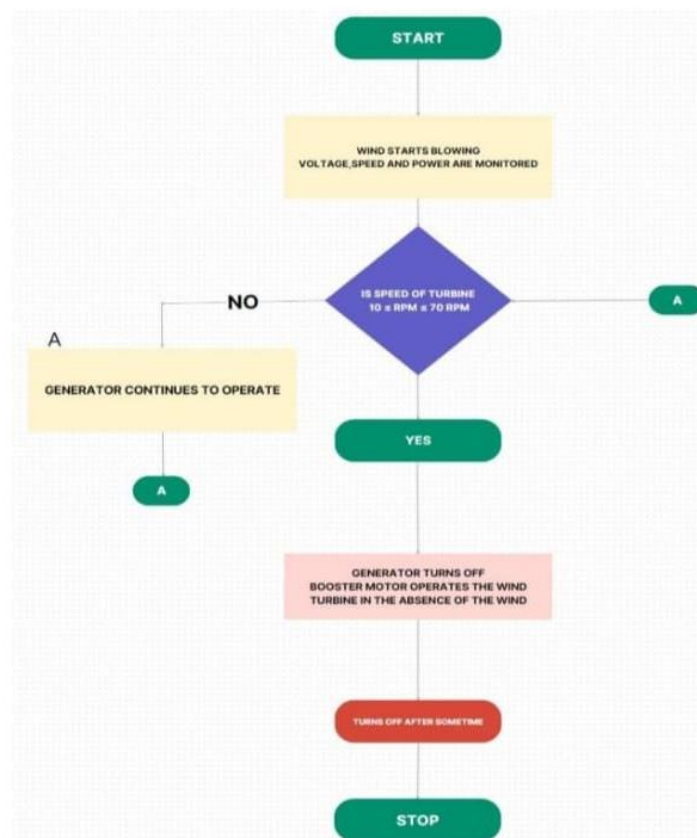 START
WIND STARTS BLOWING
VOLTAGE,SPEED AND POWER ARE MONITORED
IS SPEED OF TURBINE
10 ≤ RPM ≤ 70 RPM
NO
A
A
GENERATOR CONTINUES TO OPERATE
YES
A
GENERATOR TURNS OFF
BOOSTER MOTOR OPERATES THE WIND
TURBINE IN THE ABSENCE OF THE WIND
TURNS OFF AFTER SOMETIME
STOP